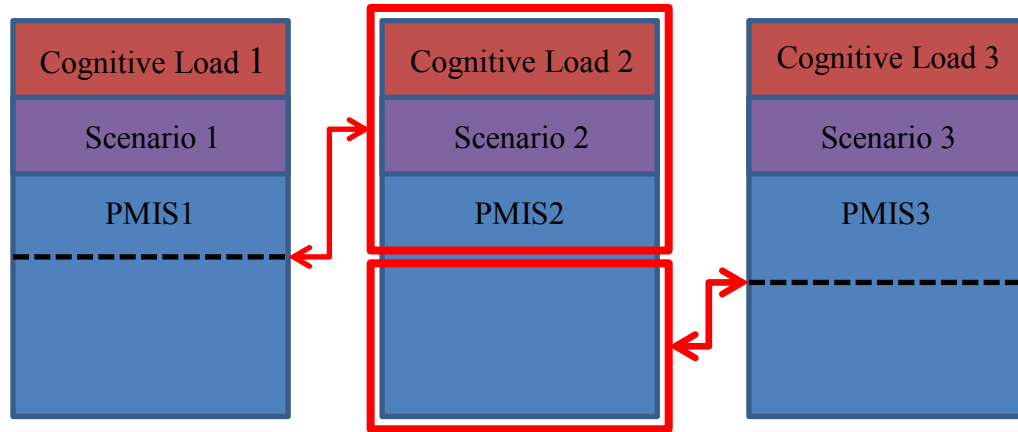 Cognitive Load 1
Scenario 1
PMIS1
Cognitive Load 2
Scenario 2
PMIS2
Cognitive Load 3
Scenario 3
PMIS3